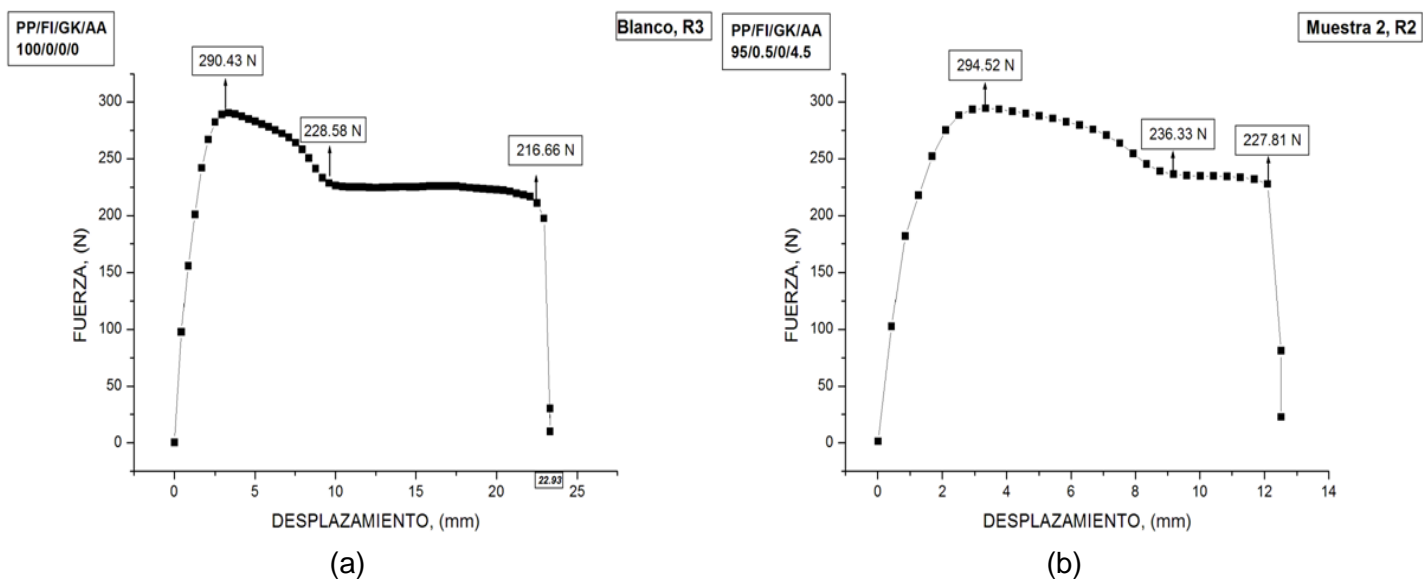 PP/FI/GK/AA
100/0/0/0
Blanco, R3
290.43 N
228.58 N
216.66 N
300
250
200
150
100
50
0
FUERZA, (N)
0
5
10
15
20
22.93
25
DESPLAZAMIENTO, (mm)
(a)
PP/FI/GK/AA
95/0.5/0/4.5
Muestra 2, R2
294.52 N
236.33 N
227.81 N
300
250
200
150
100
50
0
FUERZA, (N)
0
2
4
6
8
10
12
14
DESPLAZAMIENTO, (mm)
(b)